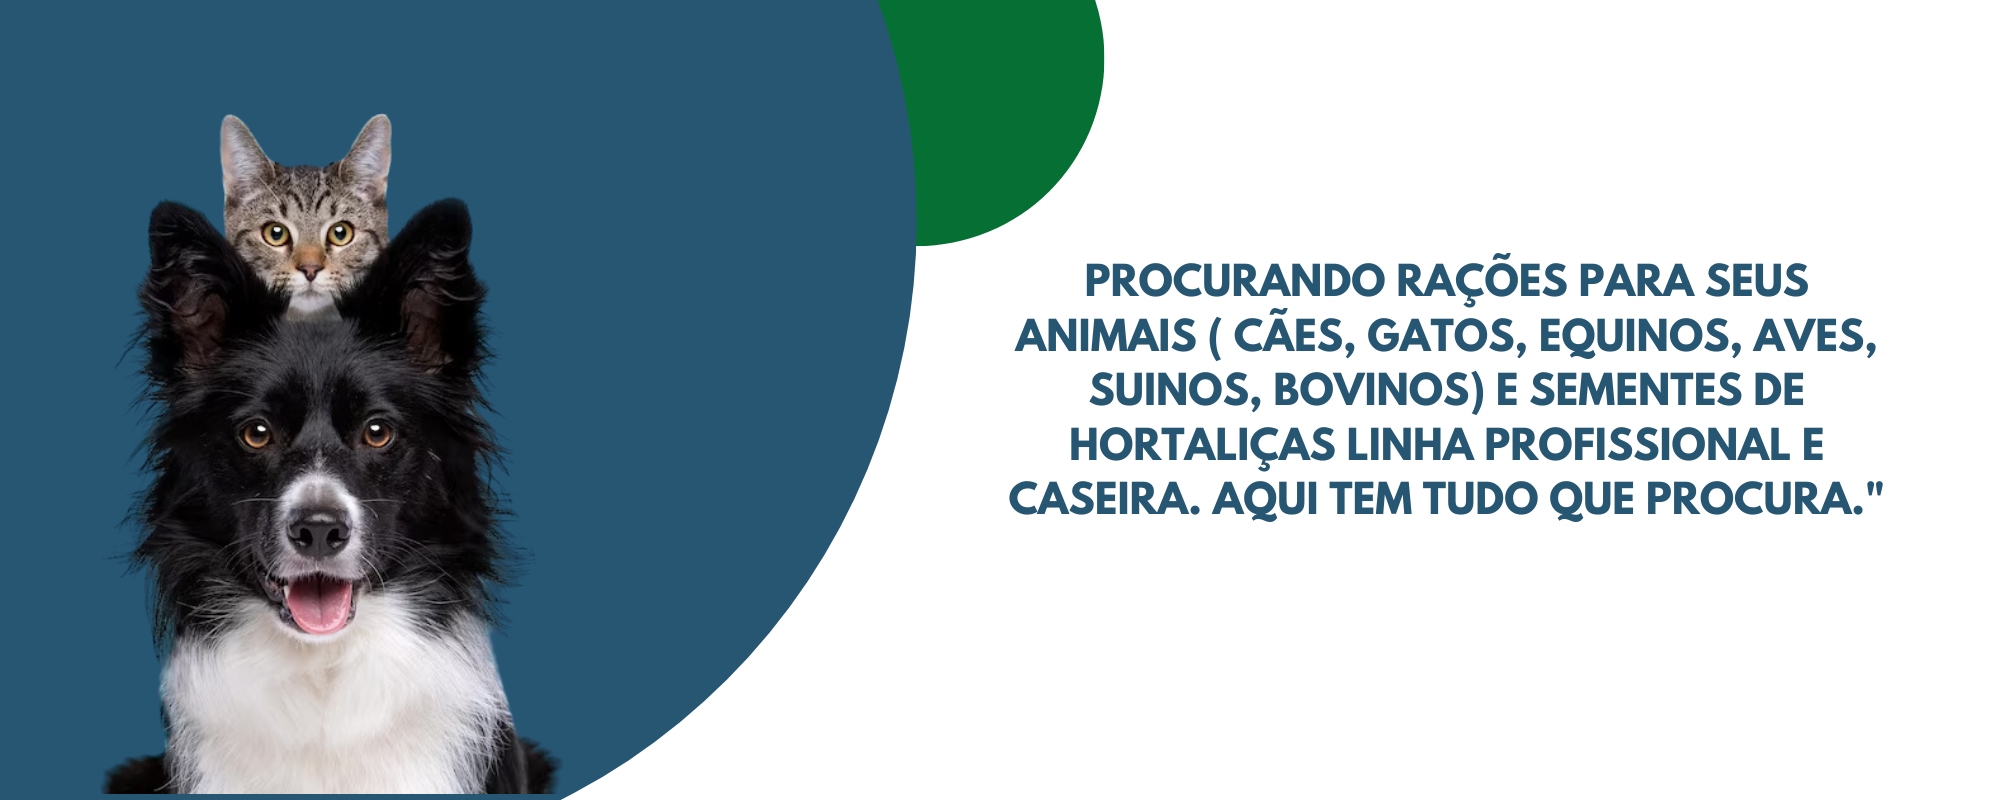 PROCURANDO RAÇÕES PARA SEUS
ANIMAIS ( CÃES, GATOS, EQUINOS, AVES,
SUINOS, BOVINOS) E SEMENTES DE
HORTALIÇAS LINHA PROFISSIONAL E
CASEIRA. AQUI TEM TUDO QUE PROCURA."